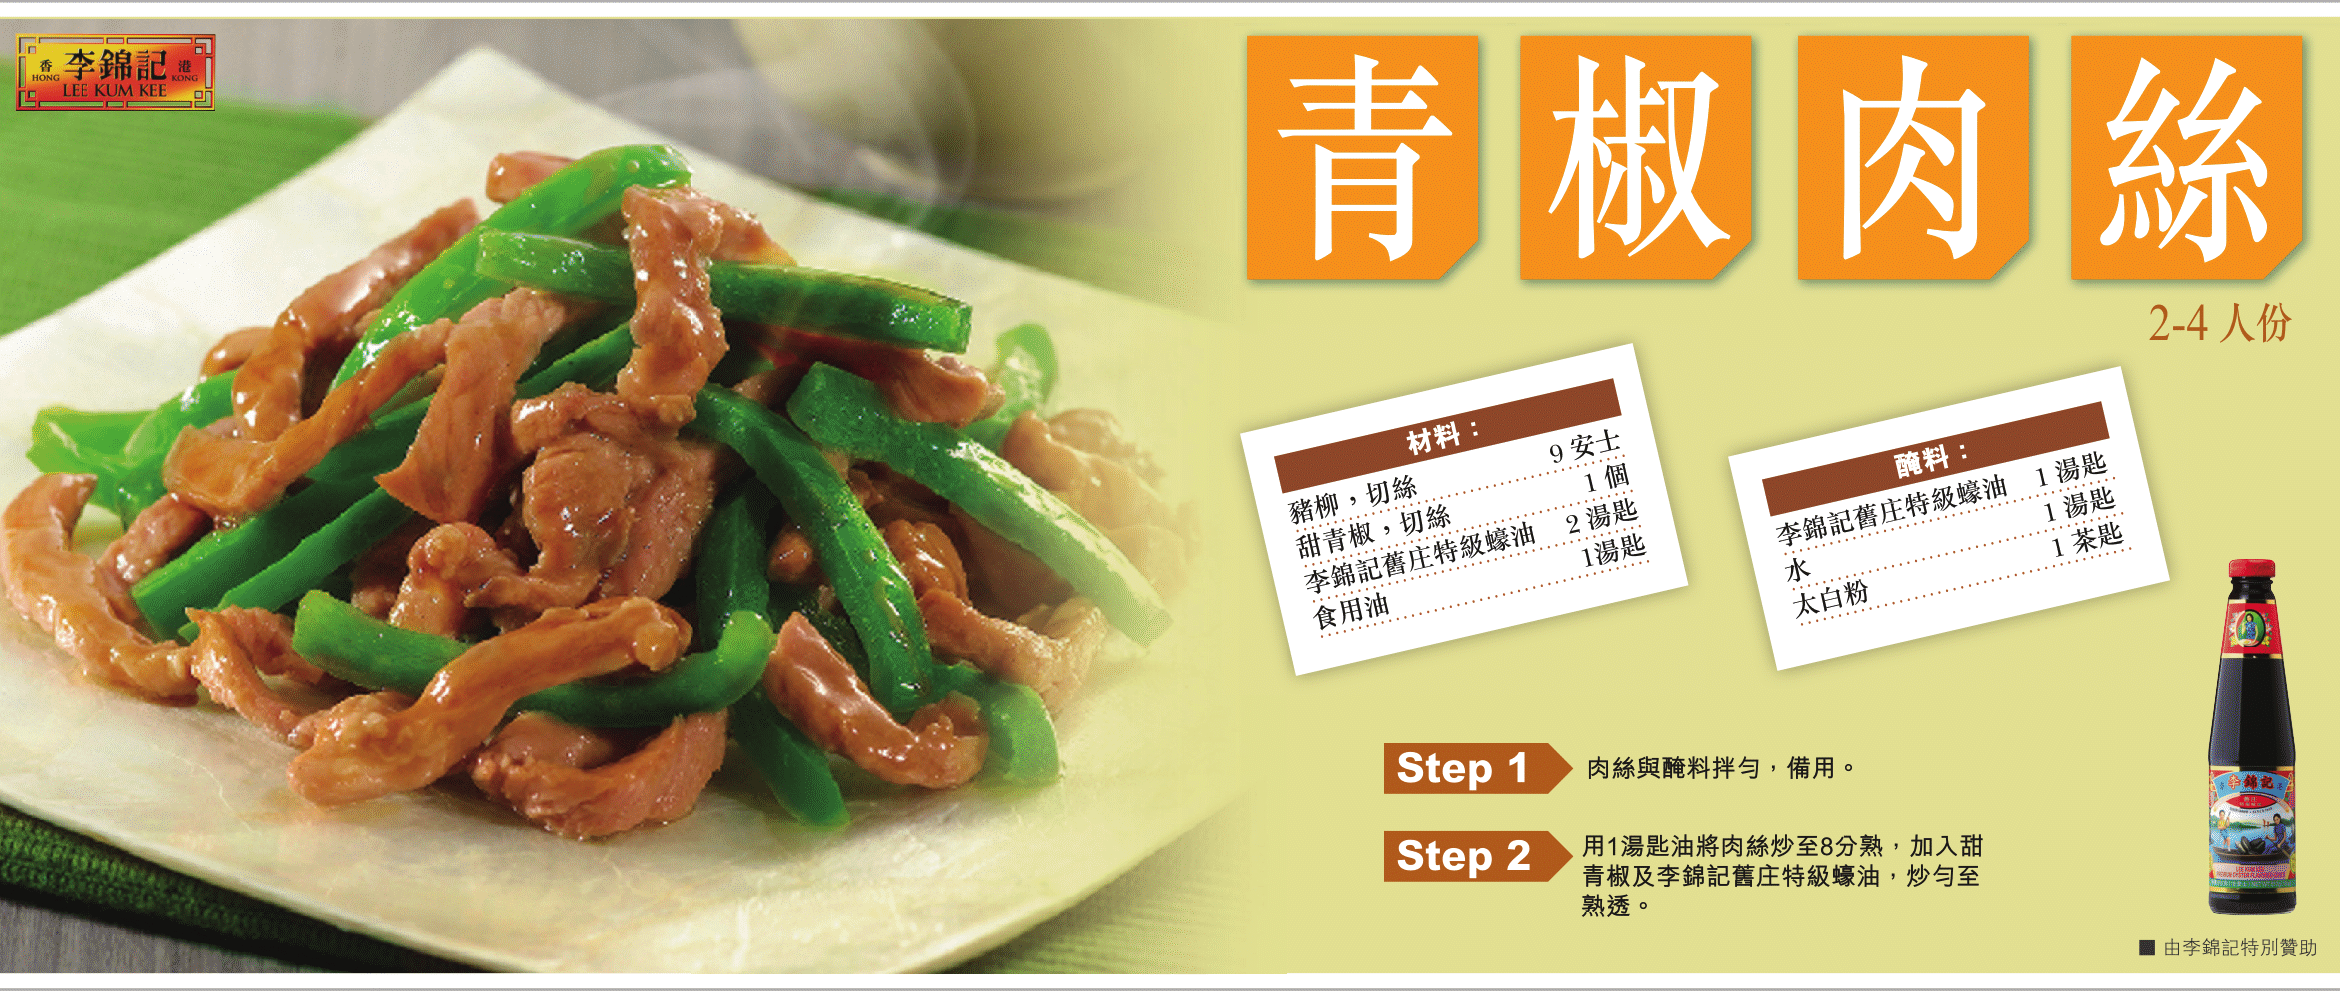 香 李錦記 港
HONG KONG
LEE KUM KEE
青椒肉絲
2-4 人份
材料：
豬柳，切絲 9 安士
甜青椒，切絲 1 個
李錦記舊庄特級蠔油 2 湯匙
食用油 1湯匙
醃料：
李錦記舊庄特級蠔油 1 湯匙
水 1 湯匙
太白粉 1 茶匙
Step 1 肉絲與醃料拌勻，備用。
Step 2 用1湯匙油將肉絲炒至8分熟，加入甜
青椒及李錦記舊庄特級蠔油，炒勻至
熟透。
李錦記
■ 由李錦記特別贊助